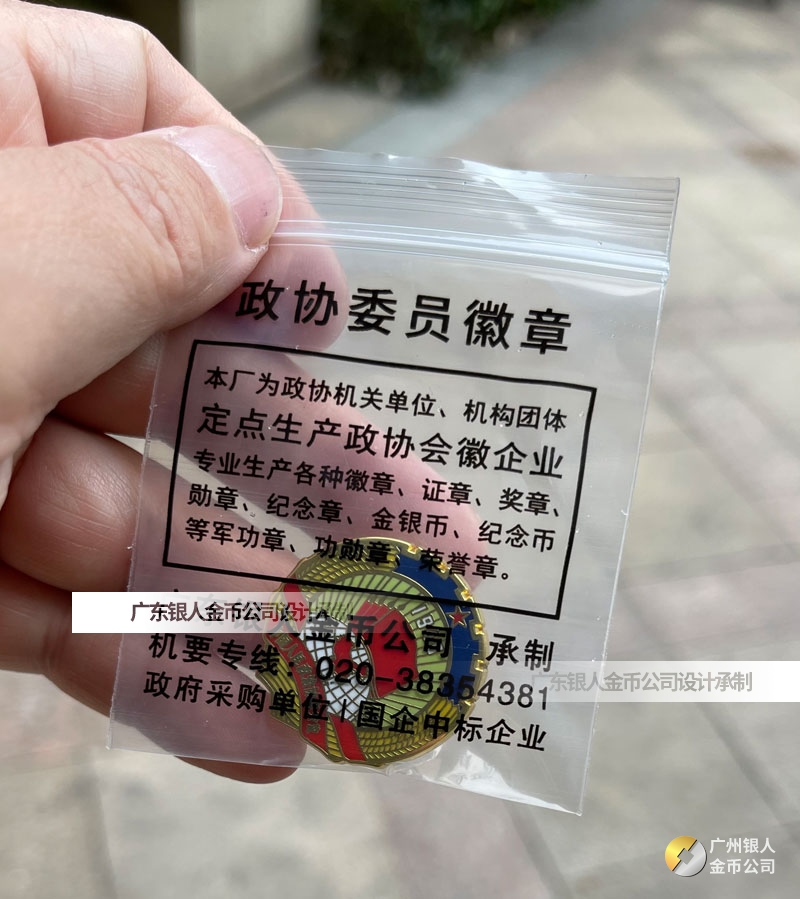 政协委员徽章
本厂为政协机关单位、机构团体
定点生产政协会徽企业
专业生产各种徽章、证章、奖章、
勋章、纪念章、金银币、纪念币
等军功章、功勋章、荣誉章。
广东银人金币公司设计承
人金币公司 承制
机要专线：020-38354381
广东银人金币公司设计承制
政府采购单位|国企中标企业
广州银人
金币公司